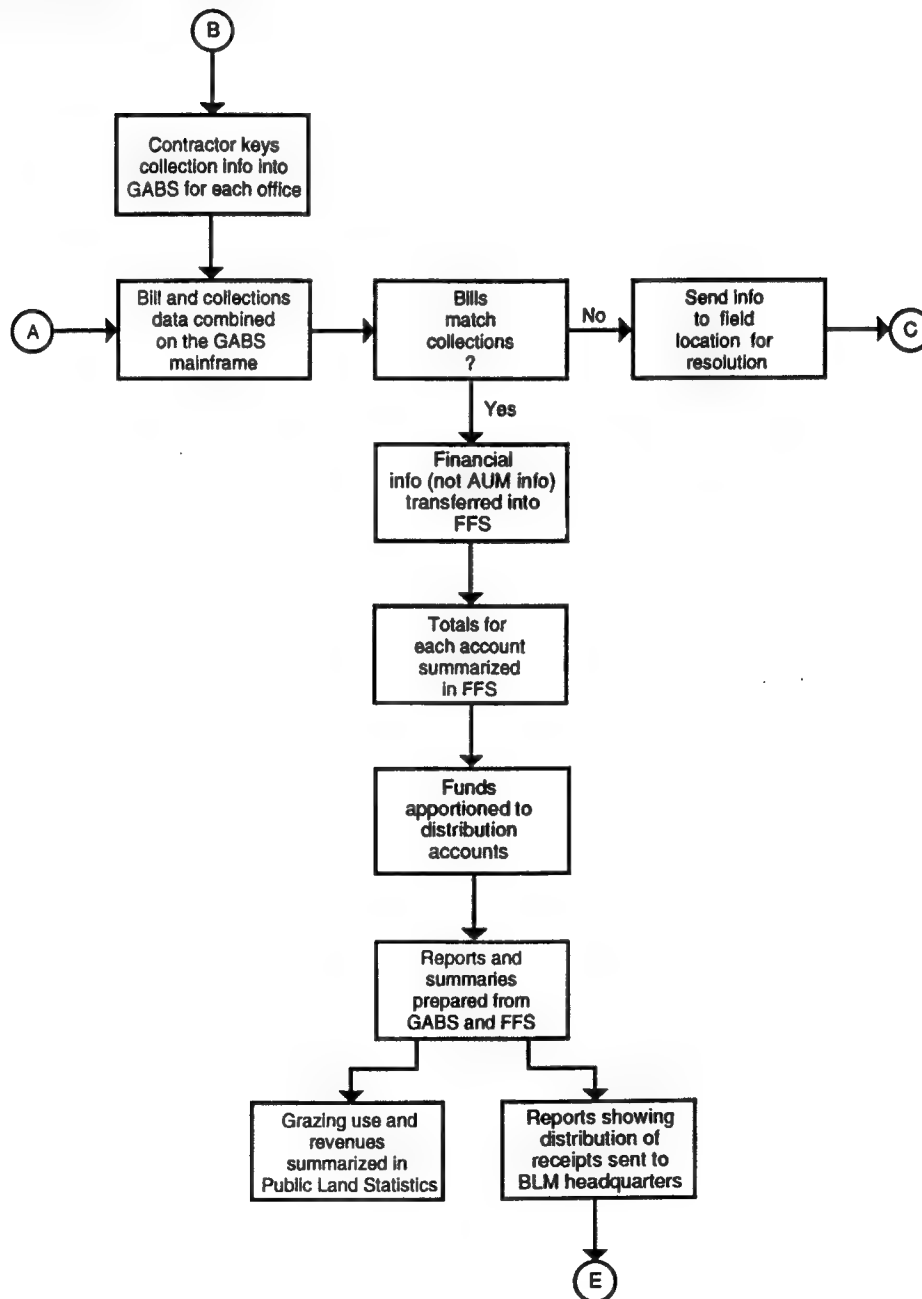 B
Contractor keys
collection info into
GABS for each office
A
Bill and collections
data combined
on the GABS
mainframe
Bills
match
collections
?
No
Send info
to field
location for
resolution
C
Yes
Financial
info (not AUM info)
transferred into
FFS
Totals for
each account
summarized
in FFS
Funds
apportioned to
distribution
accounts
Reports and
summaries
prepared from
GABS and FFS
Grazing use and
revenues
summarized in
Public Land Statistics
Reports showing
distribution of
receipts sent to
BLM headquarters
E